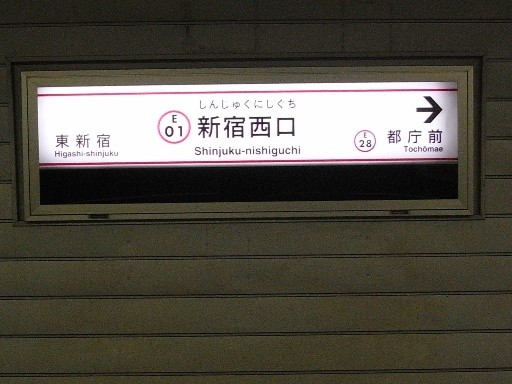 しんじゅくにしぐち
E
01
新宿西口
Shinjuku-nishiguchi
東新宿
Higashi-shinjuku
E
28
都庁前
Tochōmae